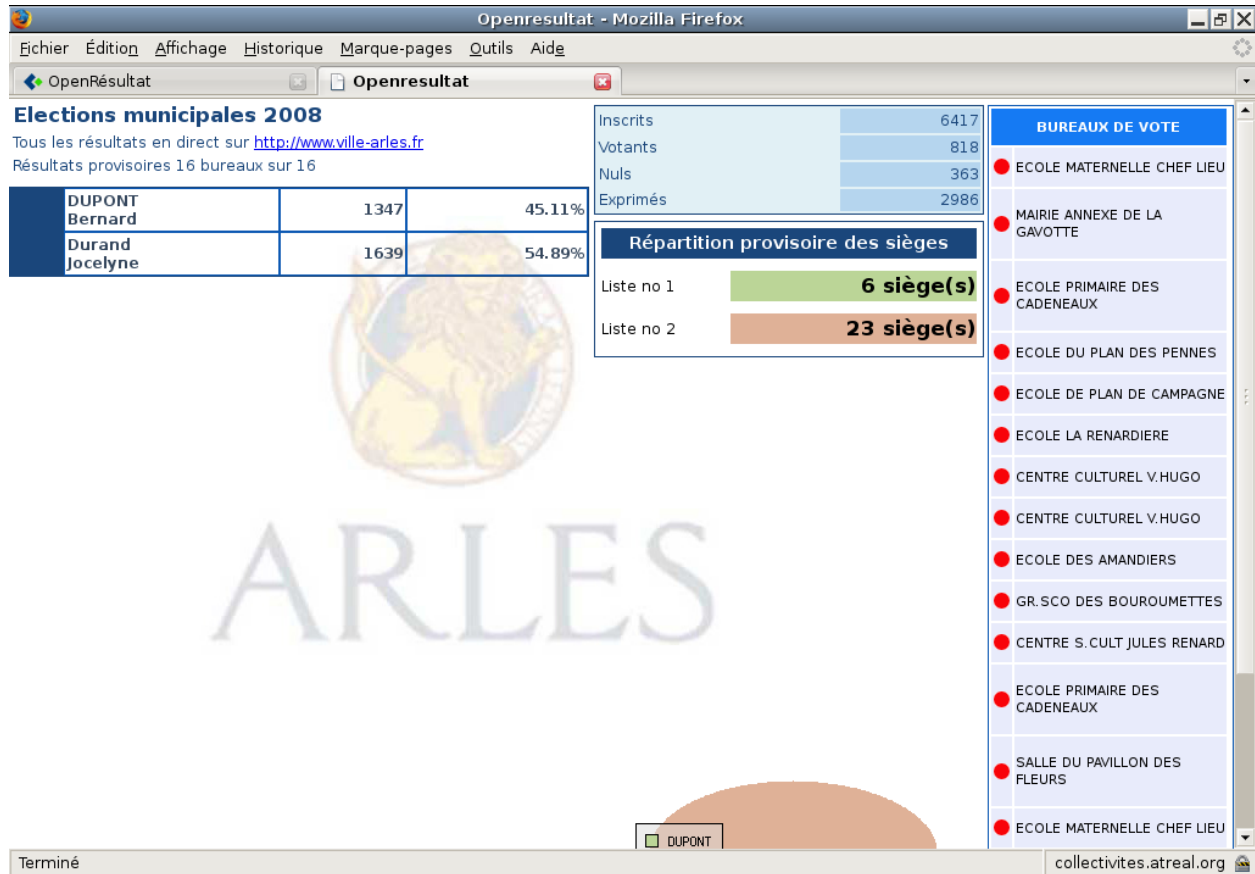 Openresultat - Mozilla Firefox
Fichier Édition Affichage Historique Marque-pages Outils Aide
OpenRésultat
Openresultat
Elections municipales 2008
Tous les résultats en direct sur http://www.ville-arles.fr
Résultats provisoires 16 bureaux sur 16
DUPONT
Bernard
1347
45.11%
Durand
Jocelyne
1639
54.89%
Inscrits 6417
Votants 818
Nuls 363
Exprimés 2986
Répartition provisoire des sièges
Liste no 1 6 siège(s)
Liste no 2 23 siège(s)
ARLES
DUPONT
BUREAUX DE VOTE
ECOLE MATERNELLE CHEF LIEU
MAIRIE ANNEXE DE LA
GAVOTTE
ECOLE PRIMAIRE DES
CADENEAUX
ECOLE DU PLAN DES PENNES
ECOLE DE PLAN DE CAMPAGNE
ECOLE LA RENARDIERE
CENTRE CULTUREL V.HUGO
CENTRE CULTUREL V.HUGO
ECOLE DES AMANDIERS
GR.SCO DES BOUROUMETTES
CENTRE S.CULT JULES RENARD
ECOLE PRIMAIRE DES
CADENEAUX
SALLE DU PAVILLON DES
FLEURS
ECOLE MATERNELLE CHEF LIEU
Terminé
collectivites.atreal.org